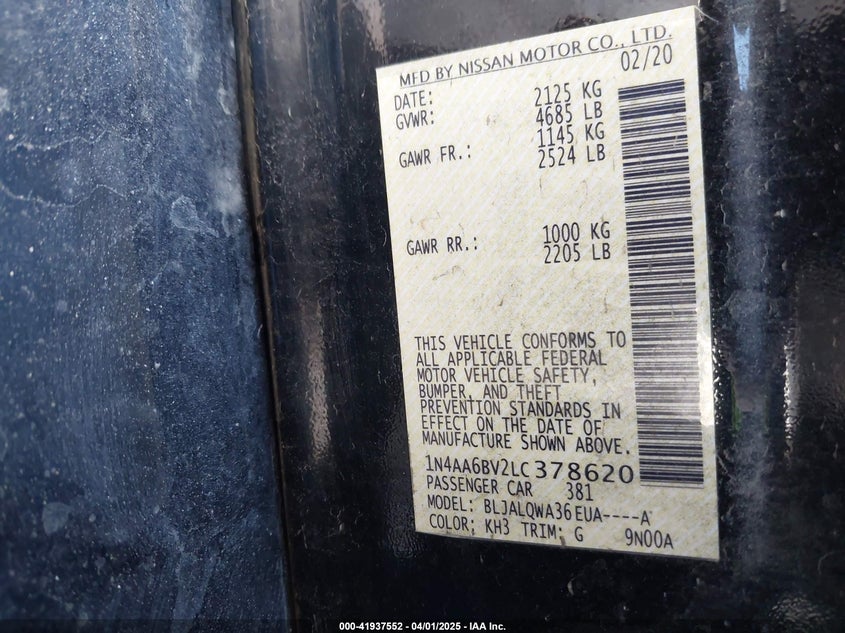 MFD BY NISSAN MOTOR CO., LTD.
DATE: 02/20
GVWR: 2125 KG
4685 LB
GAWR FR.: 1145 KG
2524 LB
GAWR RR.: 1000 KG
2205 LB
THIS VEHICLE CONFORMS TO
ALL APPLICABLE FEDERAL
MOTOR VEHICLE SAFETY,
BUMPER, AND THEFT
PREVENTION STANDARDS IN
EFFECT ON THE DATE OF
MANUFACTURE SHOWN ABOVE.
1N4AA6BV2LC378620
PASSENGER CAR 381
MODEL: BLJALQWA36EUA----A
COLOR; KH3 TRIM: G 9N00A
000-41937552 - 04/01/2025 - IAA Inc.